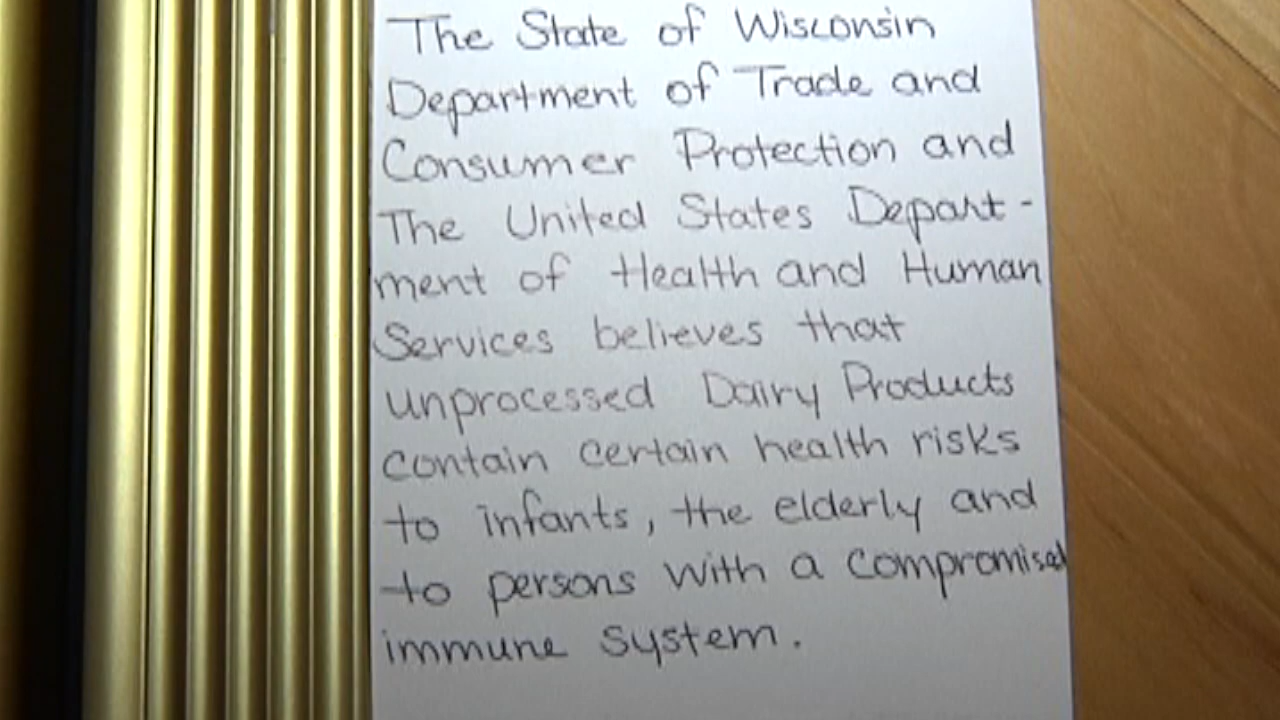 The State of Wisconsin
Department of Trade and
Consumer Protection and
The United States Depart-
ment of Health and Human
Services believes that
unprocessed Dairy Products
contain certain health risks
to infants, the elderly and
to persons with a compromised
immune system.